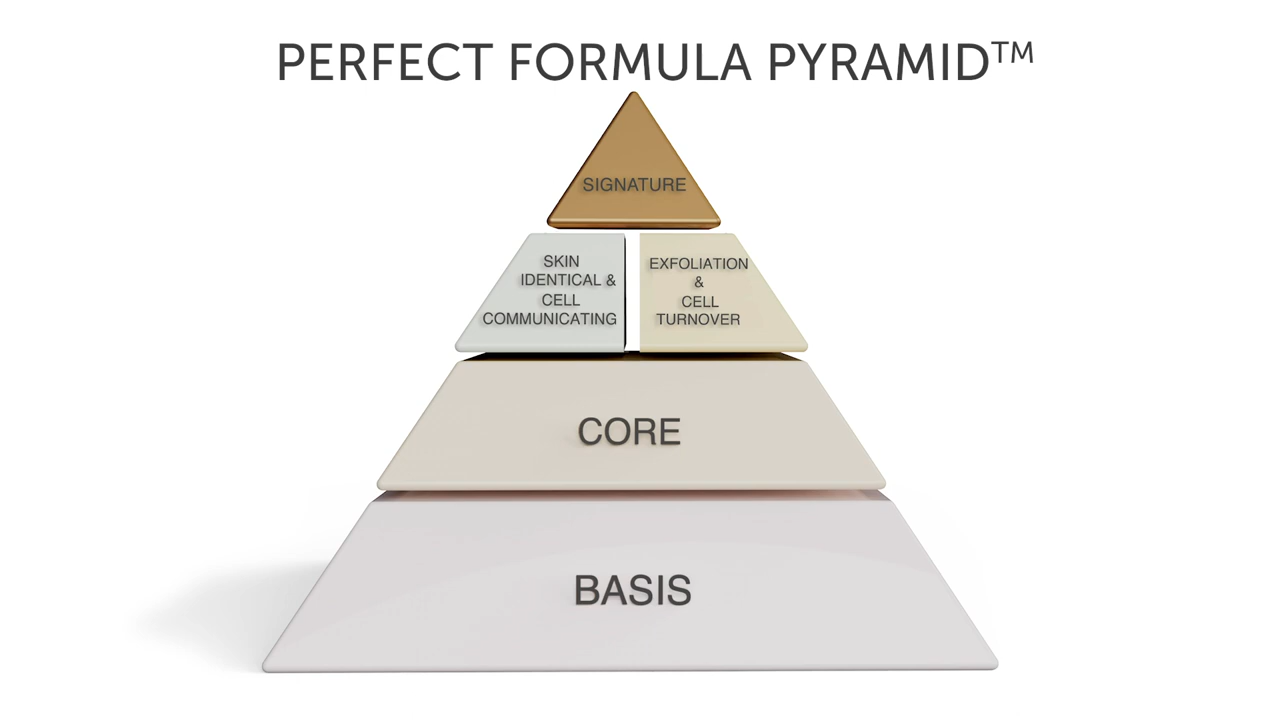 PERFECT FORMULA PYRAMID™
SIGNATURE
SKIN
IDENTICAL &
CELL
COMMUNICATING
EXFOLIATION
&
CELL
TURNOVER
CORE
BASIS